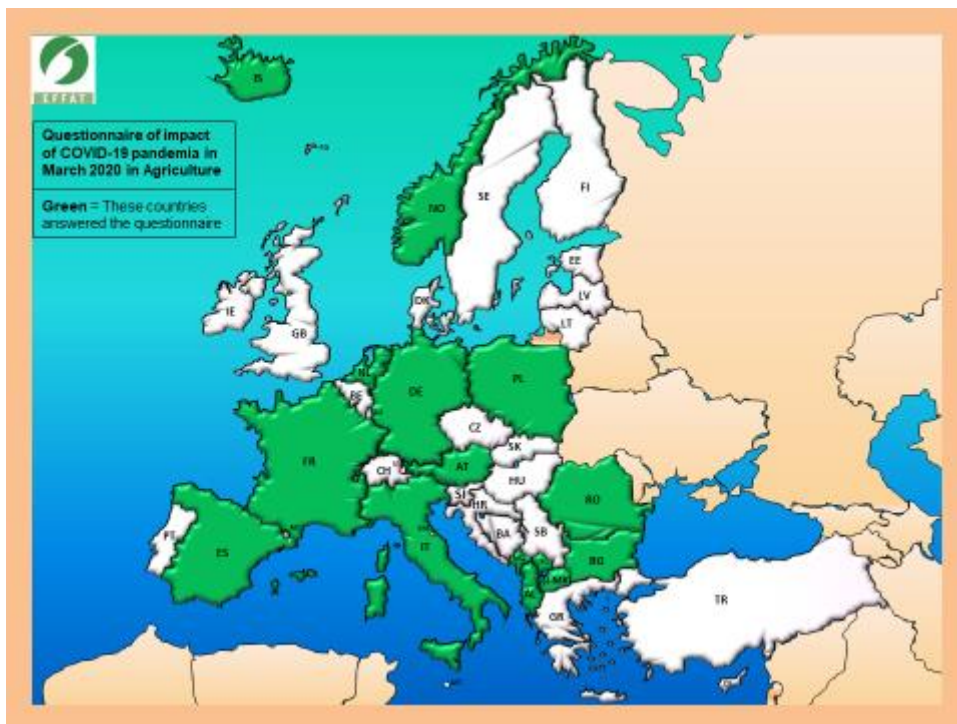 EFFAT
Questionnaire of impact
of COVID-19 pandemia in
March 2020 in Agriculture
Green = These countries
answered the questionnaire
IS
NO
SE
FI
EE
LV
LT
DK
IE
GB
NL
BE
DE
PL
CZ
SK
FR
CH
AT
HU
SI
HR
RO
BA
SB
PT
ES
IT
BG
AL
TR
GR